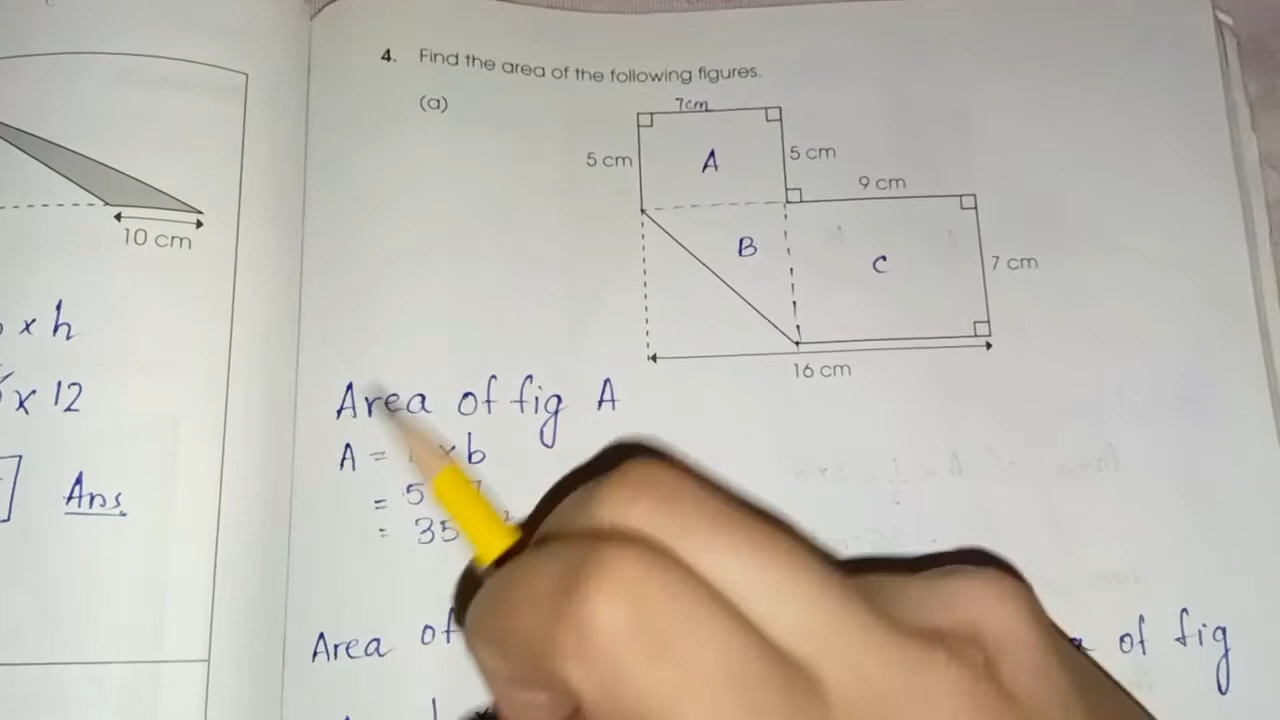 4. Find the area of the following figures.
(a)
7cm
5 cm
A
5 cm
9 cm
B
C
7 cm
16 cm
10 cm
x h
x 12
Ans
Area of fig A
A = x b
= 5
= 35
Area of
of fig